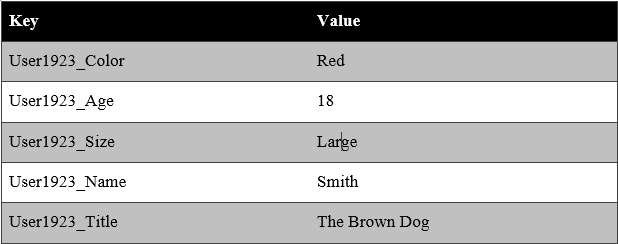 Key Value
User1923_Color Red
User1923_Age 18
User1923_Size Large
User1923_Name Smith
User1923_Title The Brown Dog